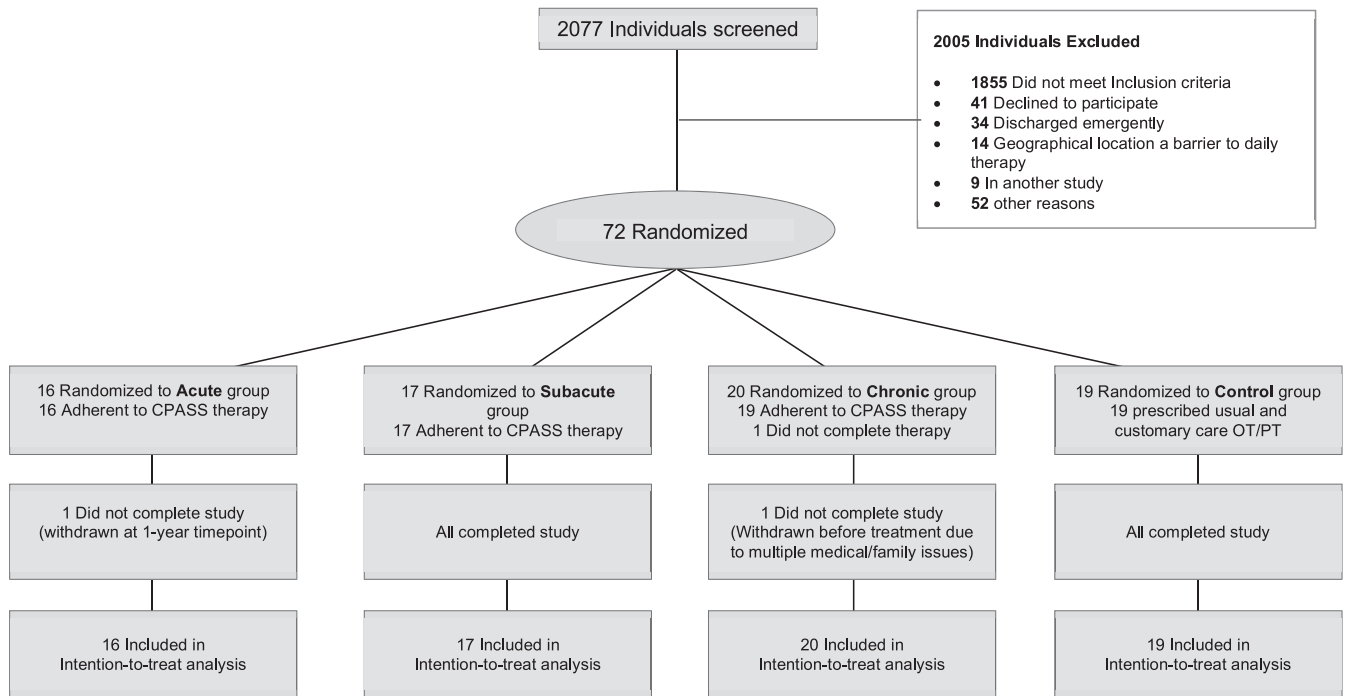 2077 Individuals screened
2005 Individuals Excluded
• 1855 Did not meet Inclusion criteria
• 41 Declined to participate
• 34 Discharged emergently
• 14 Geographical location a barrier to daily
therapy
• 9 In another study
• 52 other reasons
72 Randomized
16 Randomized to Acute group
16 Adherent to CPASS therapy
17 Randomized to Subacute
group
17 Adherent to CPASS therapy
20 Randomized to Chronic group
19 Adherent to CPASS therapy
1 Did not complete therapy
19 Randomized to Control group
19 prescribed usual and
customary care OT/PT
1 Did not complete study
(withdrawn at 1-year timepoint)
All completed study
1 Did not complete study
(Withdrawn before treatment due
to multiple medical/family issues)
All completed study
16 Included in
Intention-to-treat analysis
17 Included in
Intention-to-treat analysis
20 Included in
Intention-to-treat analysis
19 Included in
Intention-to-treat analysis